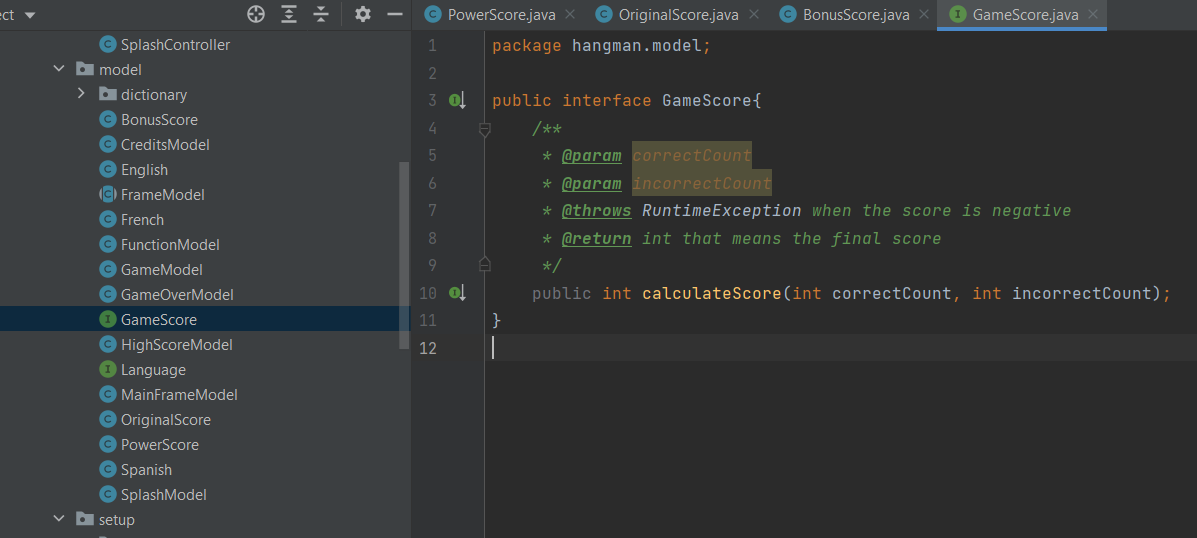 ct
SplashController
model
dictionary
BonusScore
CreditsModel
English
FrameModel
French
FunctionModel
GameModel
GameOverModel
GameScore
HighScoreModel
Language
MainFrameModel
OriginalScore
PowerScore
Spanish
SplashModel
setup
PowerScore.java
OriginalScore.java
BonusScore.java
GameScore.java
1 package hangman.model;
2
3 public interface GameScore{
4 /**
5 * @param correctCount
6 * @param incorrectCount
7 * @throws RuntimeException when the score is negative
8 * @return int that means the final score
9 */
10 public int calculateScore(int correctCount, int incorrectCount);
11 }
12